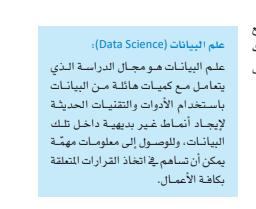 علم البيانات (Data Science):
علم البيانات هو مجال الدراسة الذي
يتعامل مع كميات هائلة من البيانات
باستخدام الأدوات والتقنيات الحديثة
لإيجاد أنماط غير بديهية داخل تلك
البيانات، وللوصول إلى معلومات مهمّة
يمكن أن تساهم في اتخاذ القرارات المتعلقة
بكافة الأعمال.